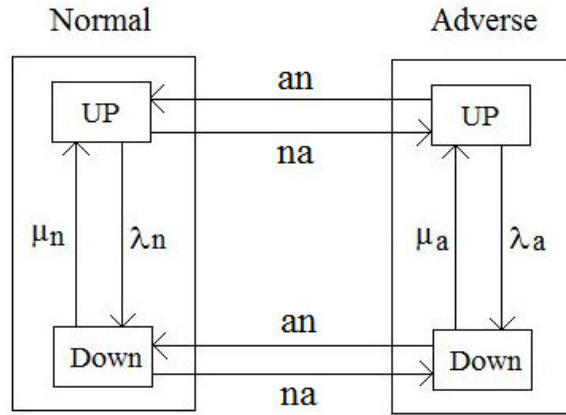 Normal Adverse
an
UP UP
na
μn λn μa λa
an
Down Down
na